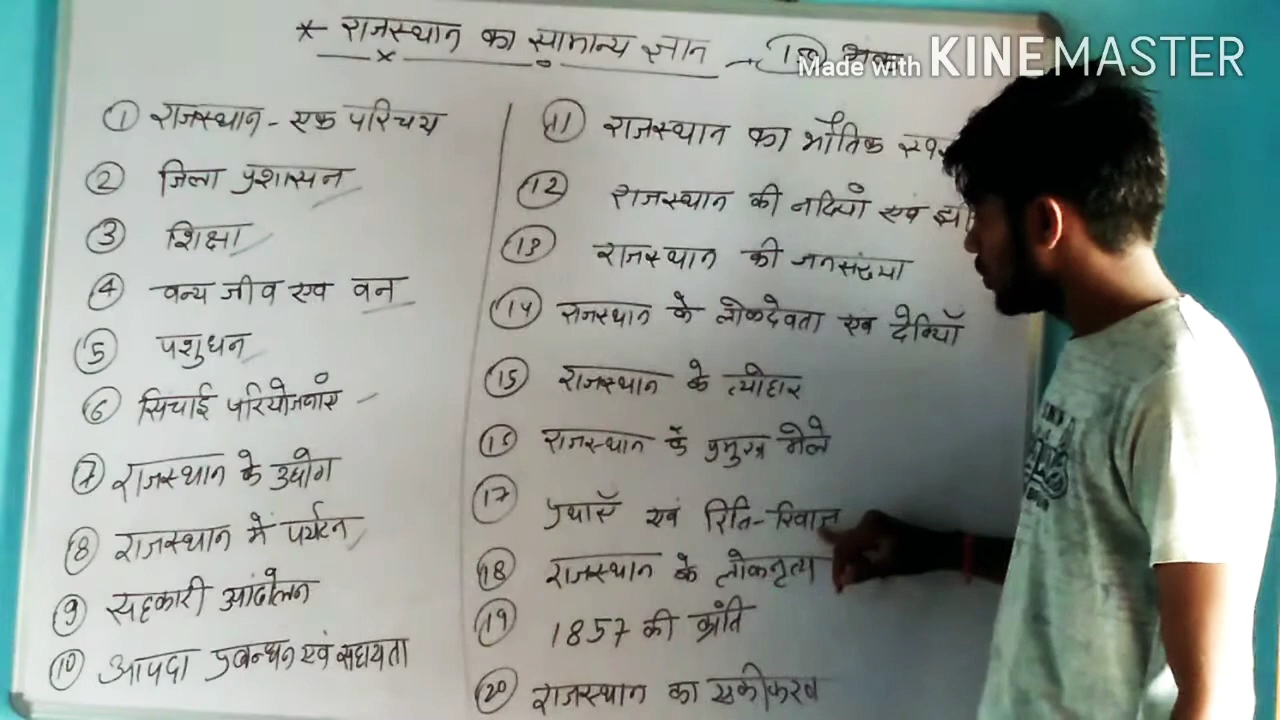 * राजस्थान का सामान्य ज्ञान →
Made with KINEMASTER
① राजस्थान - एक परिचय
② जिला प्रशासन
③ शिक्षा
④ वन्य जीव एवं वन
⑤ पशुधन
⑥ सिचाई परियोजनाएं
⑦ राजस्थान के उद्योग
⑧ राजस्थान में पर्यटन
⑨ सहकारी आंदोलन
⑩ आपदा प्रबन्धन एवं सहायता
⑪ राजस्थान का भौतिक
⑫ राजस्थान की नदियाँ एवं
⑬ राजस्थान की जनसंख्या
⑭ राजस्थान के लोकदेवता एवं देवियाँ
⑮ राजस्थान के त्योहार
⑯ राजस्थान के प्रमुख मेले
⑰ प्रथाएँ एवं रिति-रिवाज
⑱ राजस्थान के लोकनृत्य
⑲ 1857 की क्रांति
⑳ राजस्थान का एकीकरण